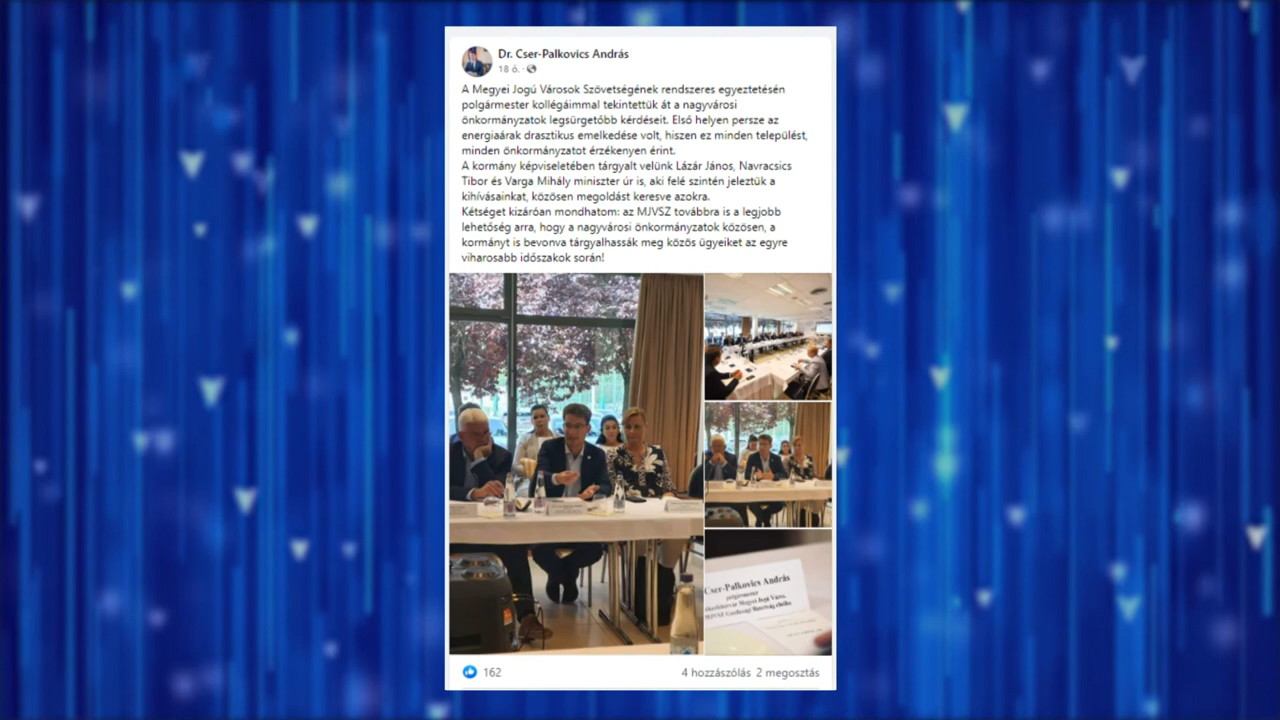 Dr. Cser-Palkovics András
18 ó.
A Megyei Jogú Városok Szövetségének rendszeres egyeztetésén
polgármester kollégáimmal tekintettük át a nagyvárosi
önkormányzatok legsürgetőbb kérdéseit. Első helyen persze az
energiaárak drasztikus emelkedése volt, hiszen ez minden települést,
minden önkormányzatot érzékenyen érint.
A kormány képviseletében tárgyalt velünk Lázár János, Navracsics
Tibor és Varga Mihály miniszter úr is, aki felé szintén jeleztük a
kihívásainkat, közösen megoldást keresve azokra.
Kétséget kizáróan mondhatom: az MJVSZ továbbra is a legjobb
lehetőség arra, hogy a nagyvárosi önkormányzatok közösen, a
kormányt is bevonva tárgyalhassák meg közös ügyeiket az egyre
viharosabb időszakok során!
Cser-Palkovics András
polgármester
Megyei Jogú Város,
MJVSZ
162
4 hozzászólás 2 megosztás